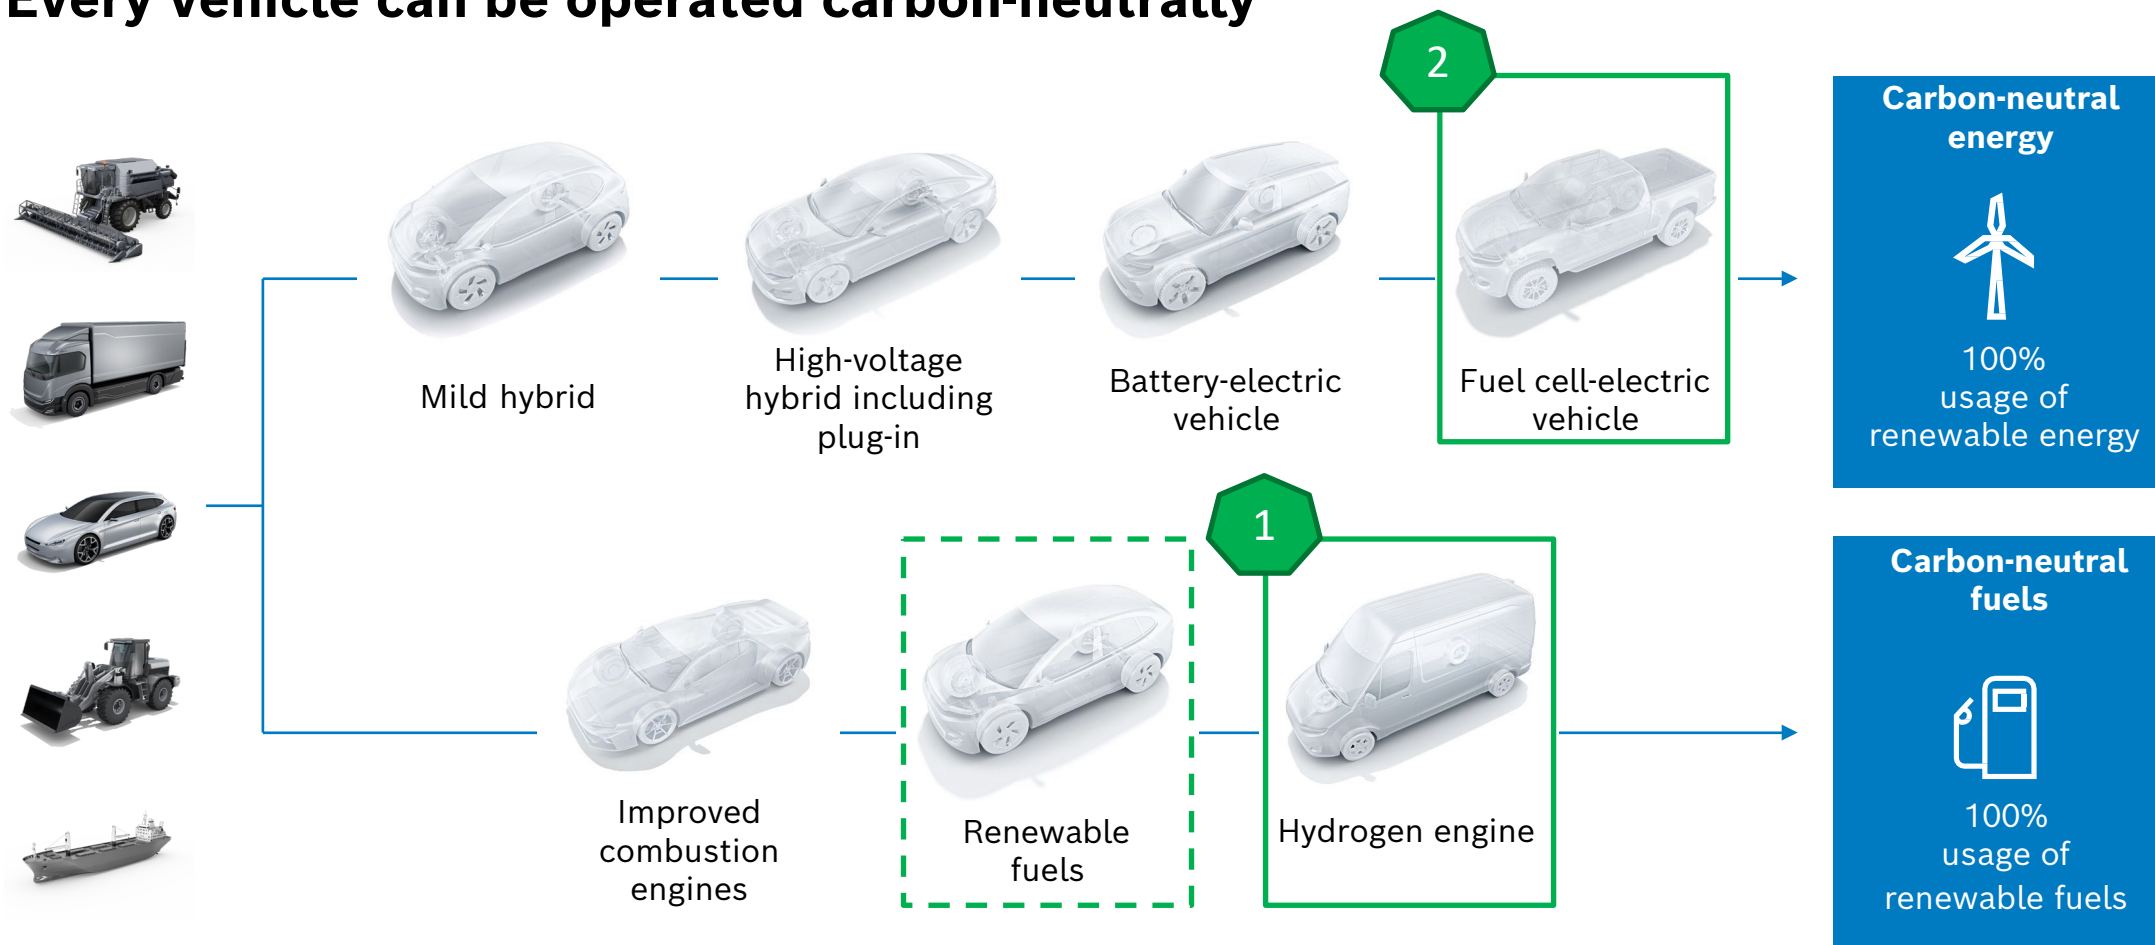 Every vehicle can be operated carbon-neutrally
2
Carbon-neutral
energy
100%
usage of
renewable energy
Mild hybrid
High-voltage
hybrid including
plug-in
Battery-electric
vehicle
Fuel cell-electric
vehicle
1
Carbon-neutral
fuels
100%
usage of
renewable fuels
Improved
combustion
engines
Renewable
fuels
Hydrogen engine